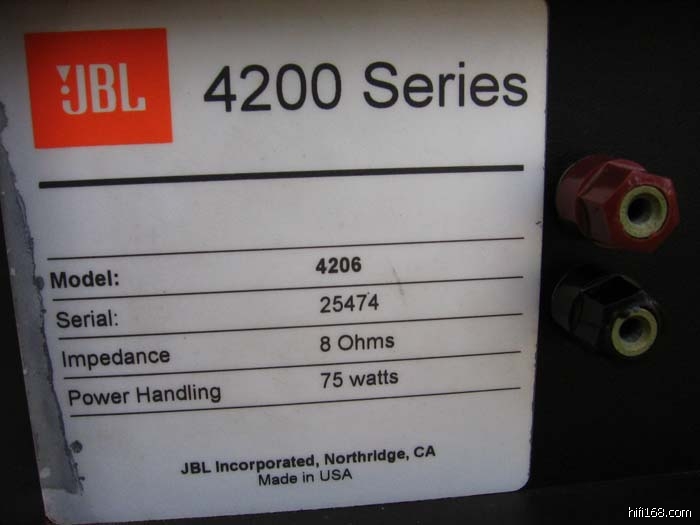 JBL
4200 Series
Model: 4206
Serial: 25474
Impedance 8 Ohms
Power Handling 75 watts
JBL Incorporated, Northridge, CA
Made in USA
hifi168.com